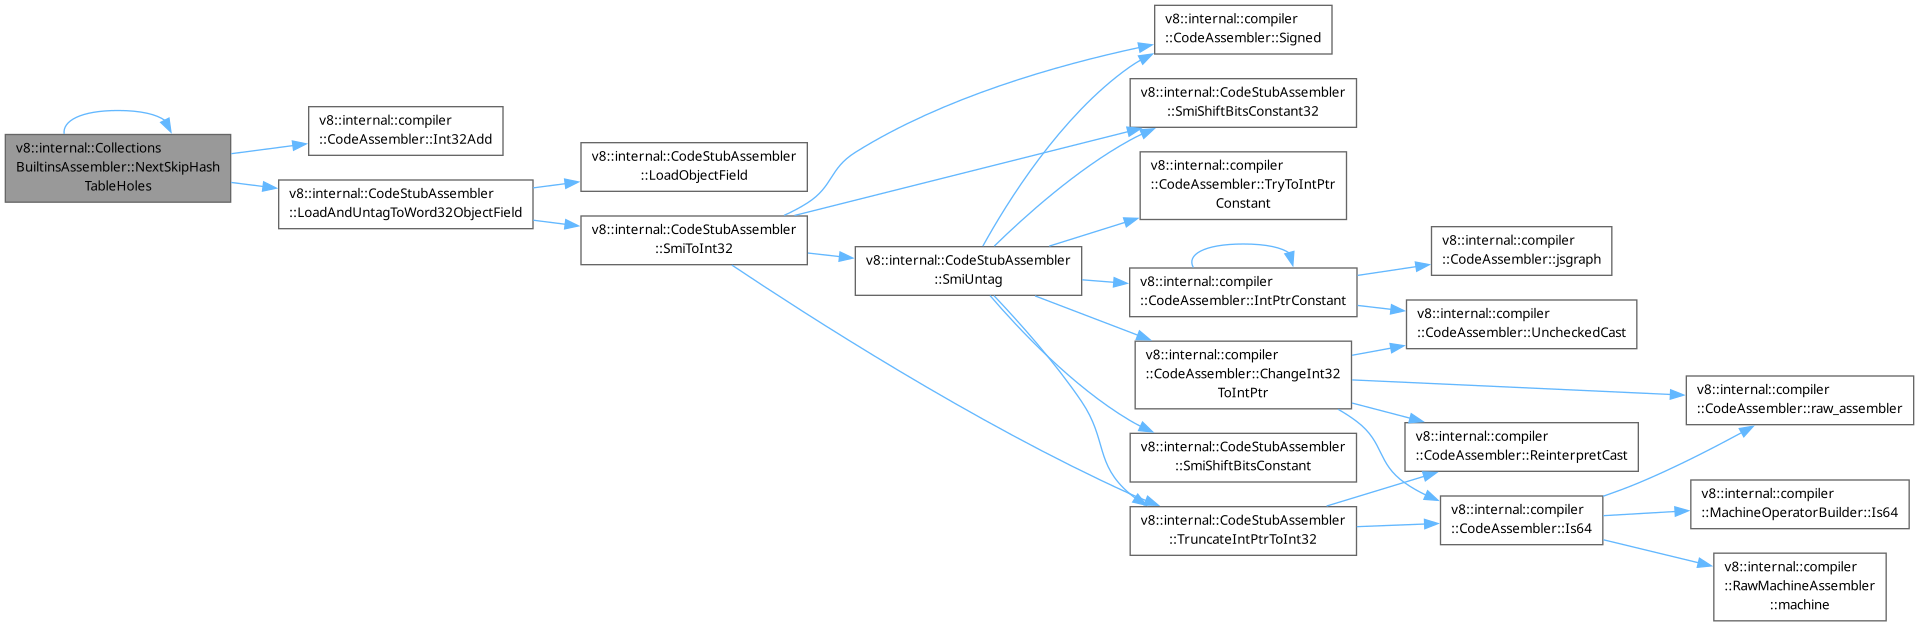 v8::internal::Collections
BuiltinsAssembler::NextSkipHash
TableHoles
v8::internal::compiler
::CodeAssembler::Int32Add
v8::internal::CodeStubAssembler
::LoadAndUntagToWord32ObjectField
v8::internal::CodeStubAssembler
::LoadObjectField
v8::internal::CodeStubAssembler
::SmiToInt32
v8::internal::CodeStubAssembler
::SmiUntag
v8::internal::compiler
::CodeAssembler::Signed
v8::internal::CodeStubAssembler
::SmiShiftBitsConstant32
v8::internal::compiler
::CodeAssembler::TryToIntPtr
Constant
v8::internal::compiler
::CodeAssembler::IntPtrConstant
v8::internal::compiler
::CodeAssembler::ChangeInt32
ToIntPtr
v8::internal::CodeStubAssembler
::SmiShiftBitsConstant
v8::internal::CodeStubAssembler
::TruncateIntPtrToInt32
v8::internal::compiler
::CodeAssembler::jsgraph
v8::internal::compiler
::CodeAssembler::UncheckedCast
v8::internal::compiler
::CodeAssembler::ReinterpretCast
v8::internal::compiler
::CodeAssembler::Is64
v8::internal::compiler
::CodeAssembler::raw_assembler
v8::internal::compiler
::MachineOperatorBuilder::Is64
v8::internal::compiler
::RawMachineAssembler
::machine